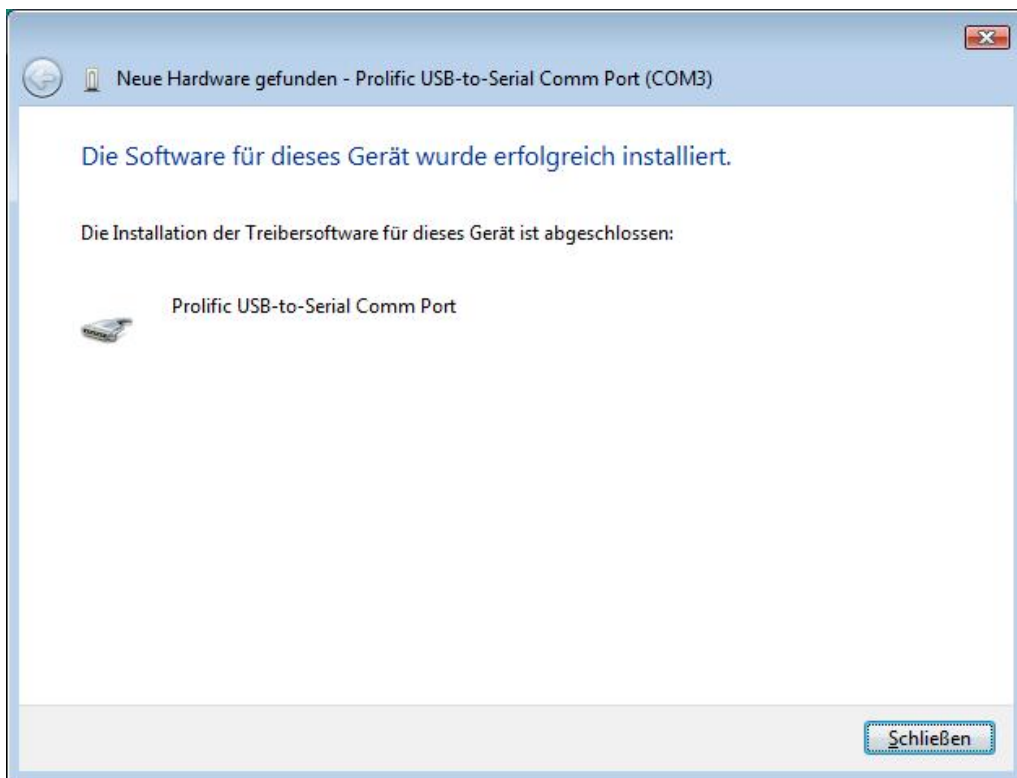 Neue Hardware gefunden - Prolific USB-to-Serial Comm Port (COM3)
Die Software für dieses Gerät wurde erfolgreich installiert.
Die Installation der Treibersoftware für dieses Gerät ist abgeschlossen:
Prolific USB-to-Serial Comm Port
Schließen